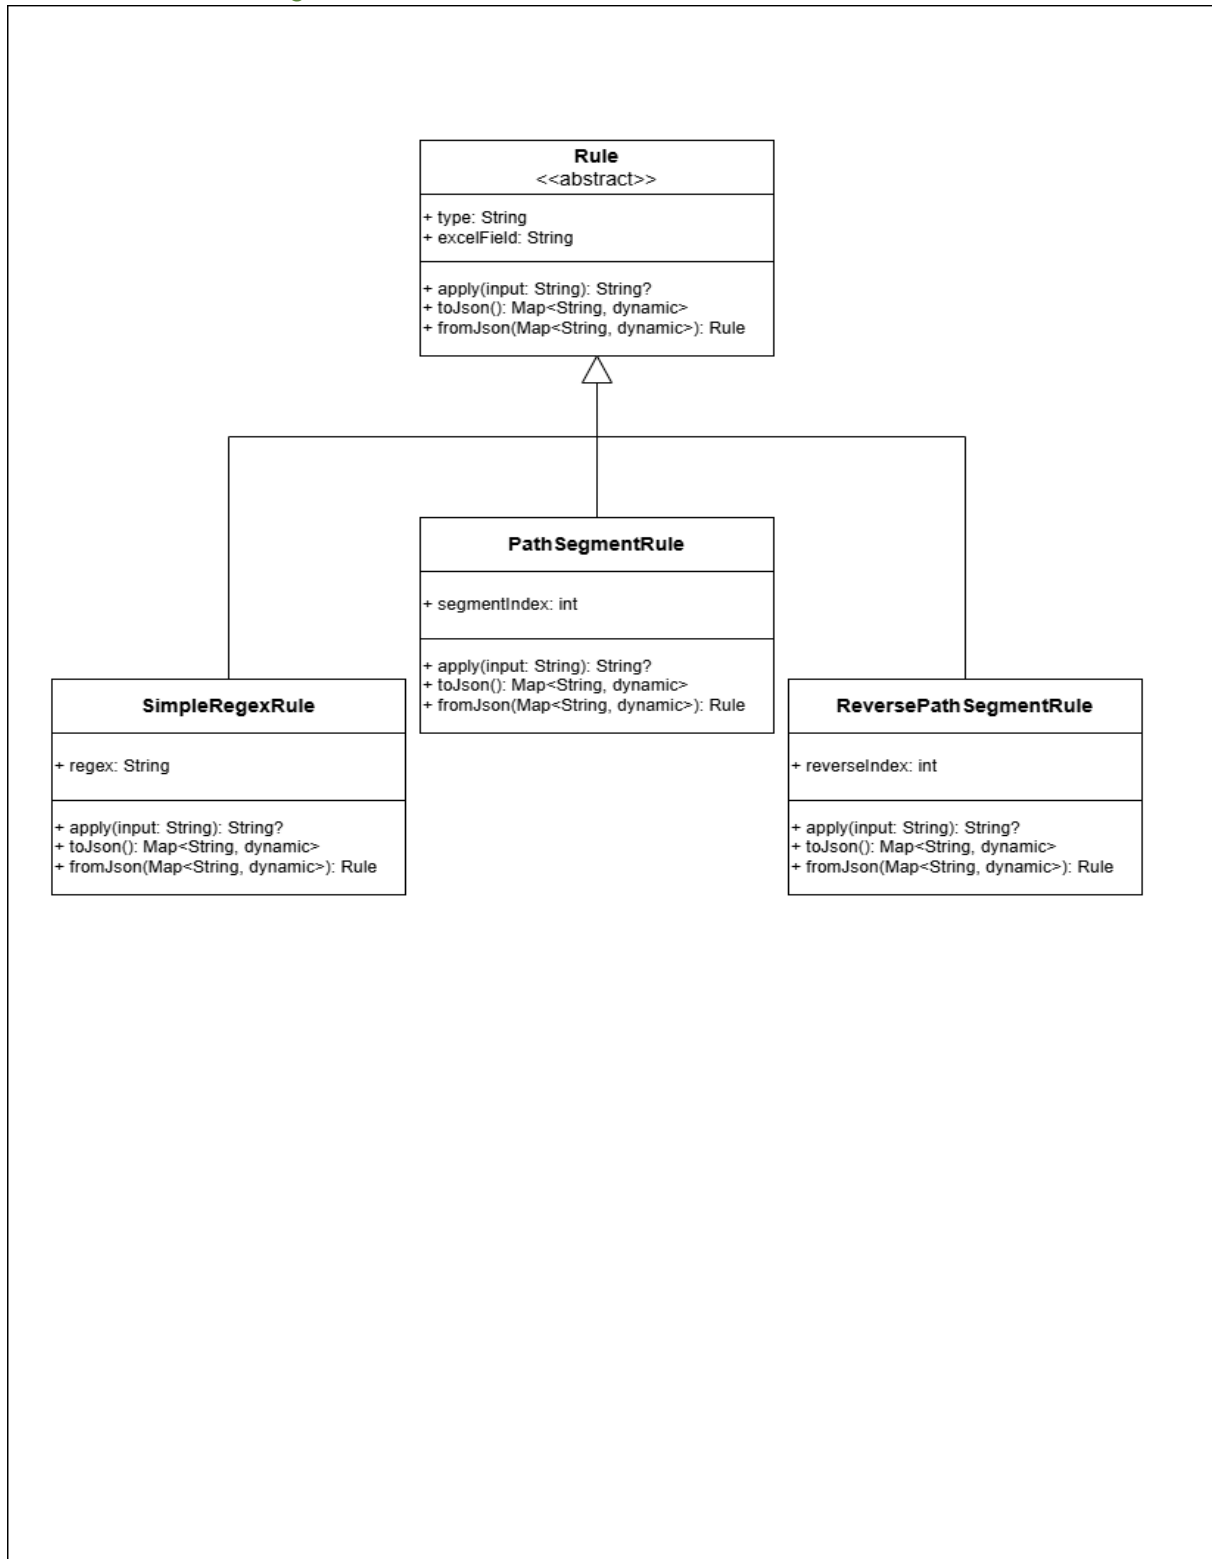 Rule
<<abstract>>
+ type: String
+ excelField: String
+ apply(input: String): String?
+ toJson(): Map<String, dynamic>
+ fromJson(Map<String, dynamic>): Rule
PathSegmentRule
+ segmentIndex: int
+ apply(input: String): String?
+ toJson(): Map<String, dynamic>
+ fromJson(Map<String, dynamic>): Rule
SimpleRegexRule
+ regex: String
+ apply(input: String): String?
+ toJson(): Map<String, dynamic>
+ fromJson(Map<String, dynamic>): Rule
ReversePathSegmentRule
+ reverseIndex: int
+ apply(input: String): String?
+ toJson(): Map<String, dynamic>
+ fromJson(Map<String, dynamic>): Rule